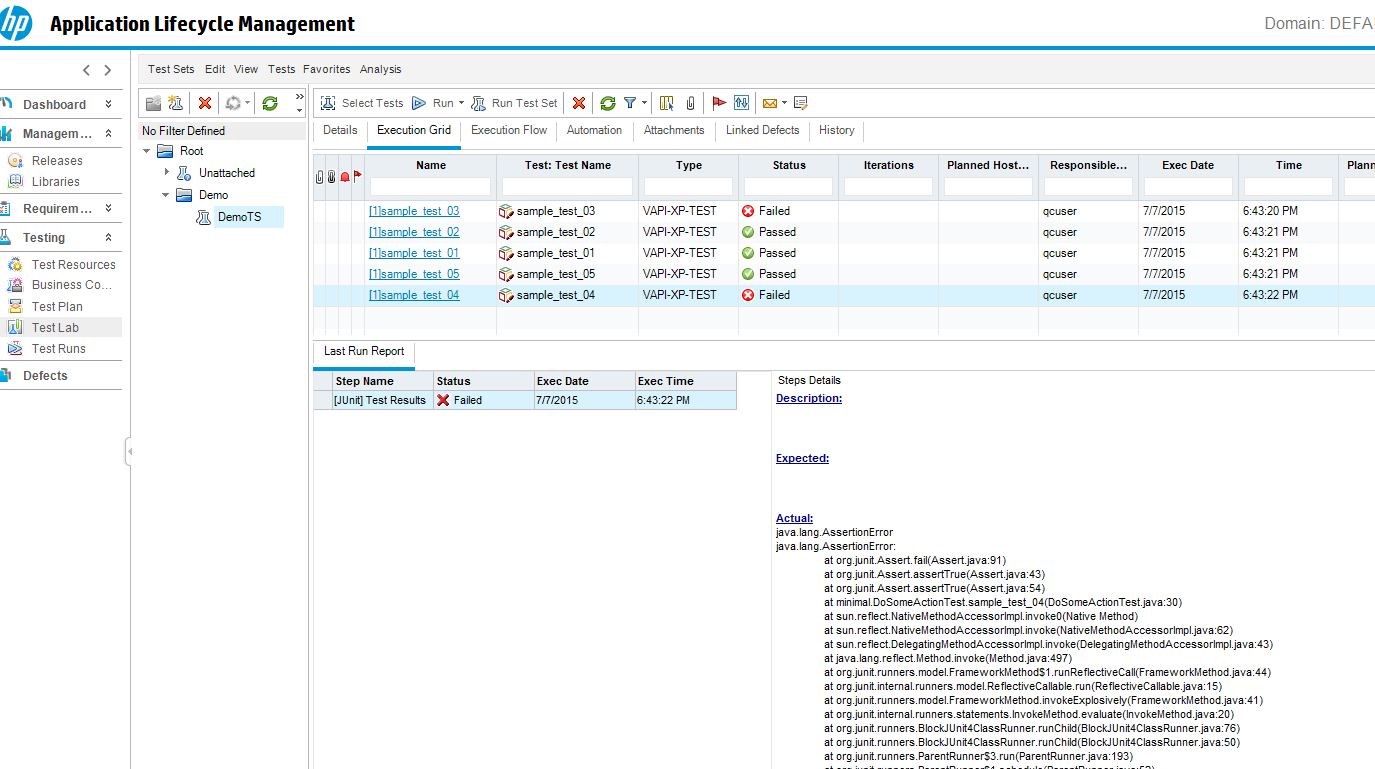 hp Application Lifecycle Management Domain: DEFA
Test Sets Edit View Tests Favorites Analysis
Dashboard
Managem ...
Releases
Libraries
Requirem ...
Testing
Test Resources
Business Co...
Test Plan
Test Lab
Test Runs
Defects
No Filter Defined
Root
Unattached
Demo
DemoTS
Select Tests Run Run Test Set
Details Execution Grid Execution Flow Automation Attachments Linked Defects History
Name Test: Test Name Type Status Iterations Planned Host... Responsible... Exec Date Time Plann
[1]sample_test_03 sample_test_03 VAPI-XP-TEST Failed qcuser 7/7/2015 6:43:20 PM
[1]sample_test_02 sample_test_02 VAPI-XP-TEST Passed qcuser 7/7/2015 6:43:21 PM
[1]sample_test_01 sample_test_01 VAPI-XP-TEST Passed qcuser 7/7/2015 6:43:21 PM
[1]sample_test_05 sample_test_05 VAPI-XP-TEST Passed qcuser 7/7/2015 6:43:21 PM
[1]sample_test_04 sample_test_04 VAPI-XP-TEST Failed qcuser 7/7/2015 6:43:22 PM
Last Run Report
Step Name Status Exec Date Exec Time
[JUnit] Test Results Failed 7/7/2015 6:43:22 PM
Steps Details
Description:
Expected:
Actual:
java.lang.AssertionError
java.lang.AssertionError:
at org.junit.Assert.fail(Assert.java:91)
at org.junit.Assert.assertTrue(Assert.java:43)
at org.junit.Assert.assertTrue(Assert.java:54)
at minimal.DoSomeActionTest.sample_test_04(DoSomeActionTest.java:30)
at sun.reflect.NativeMethodAccessorImpl.invoke0(Native Method)
at sun.reflect.NativeMethodAccessorImpl.invoke(NativeMethodAccessorImpl.java:62)
at sun.reflect.DelegatingMethodAccessorImpl.invoke(DelegatingMethodAccessorImpl.java:43)
at java.lang.reflect.Method.invoke(Method.java:497)
at org.junit.runners.model.FrameworkMethod$1.runReflectiveCall(FrameworkMethod.java:44)
at org.junit.internal.runners.model.ReflectiveCallable.run(ReflectiveCallable.java:15)
at org.junit.runners.model.FrameworkMethod.invokeExplosively(FrameworkMethod.java:41)
at org.junit.internal.runners.statements.InvokeMethod.evaluate(InvokeMethod.java:20)
at org.junit.runners.BlockJUnit4ClassRunner.runChild(BlockJUnit4ClassRunner.java:76)
at org.junit.runners.BlockJUnit4ClassRunner.runChild(BlockJUnit4ClassRunner.java:50)
at org.junit.runners.ParentRunner$3.run(ParentRunner.java:193)